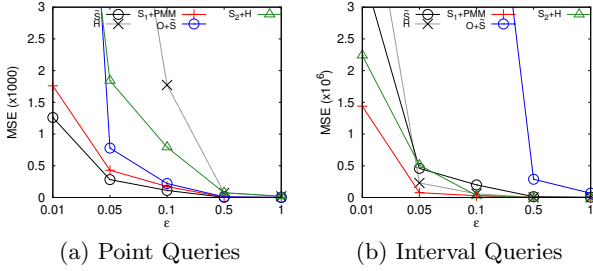 S̃ S₁+PMM S₂+H
H̄ O+S
3
2.5
2
1.5
1
0.5
0
MSE (x1000)
0.01 0.05 0.1 0.5 1
ε
(a) Point Queries
S̃ S₁+PMM S₂+H
H̄ O+S
3
2.5
2
1.5
1
0.5
0
MSE (x10⁶)
0.01 0.05 0.1 0.5 1
ε
(b) Interval Queries